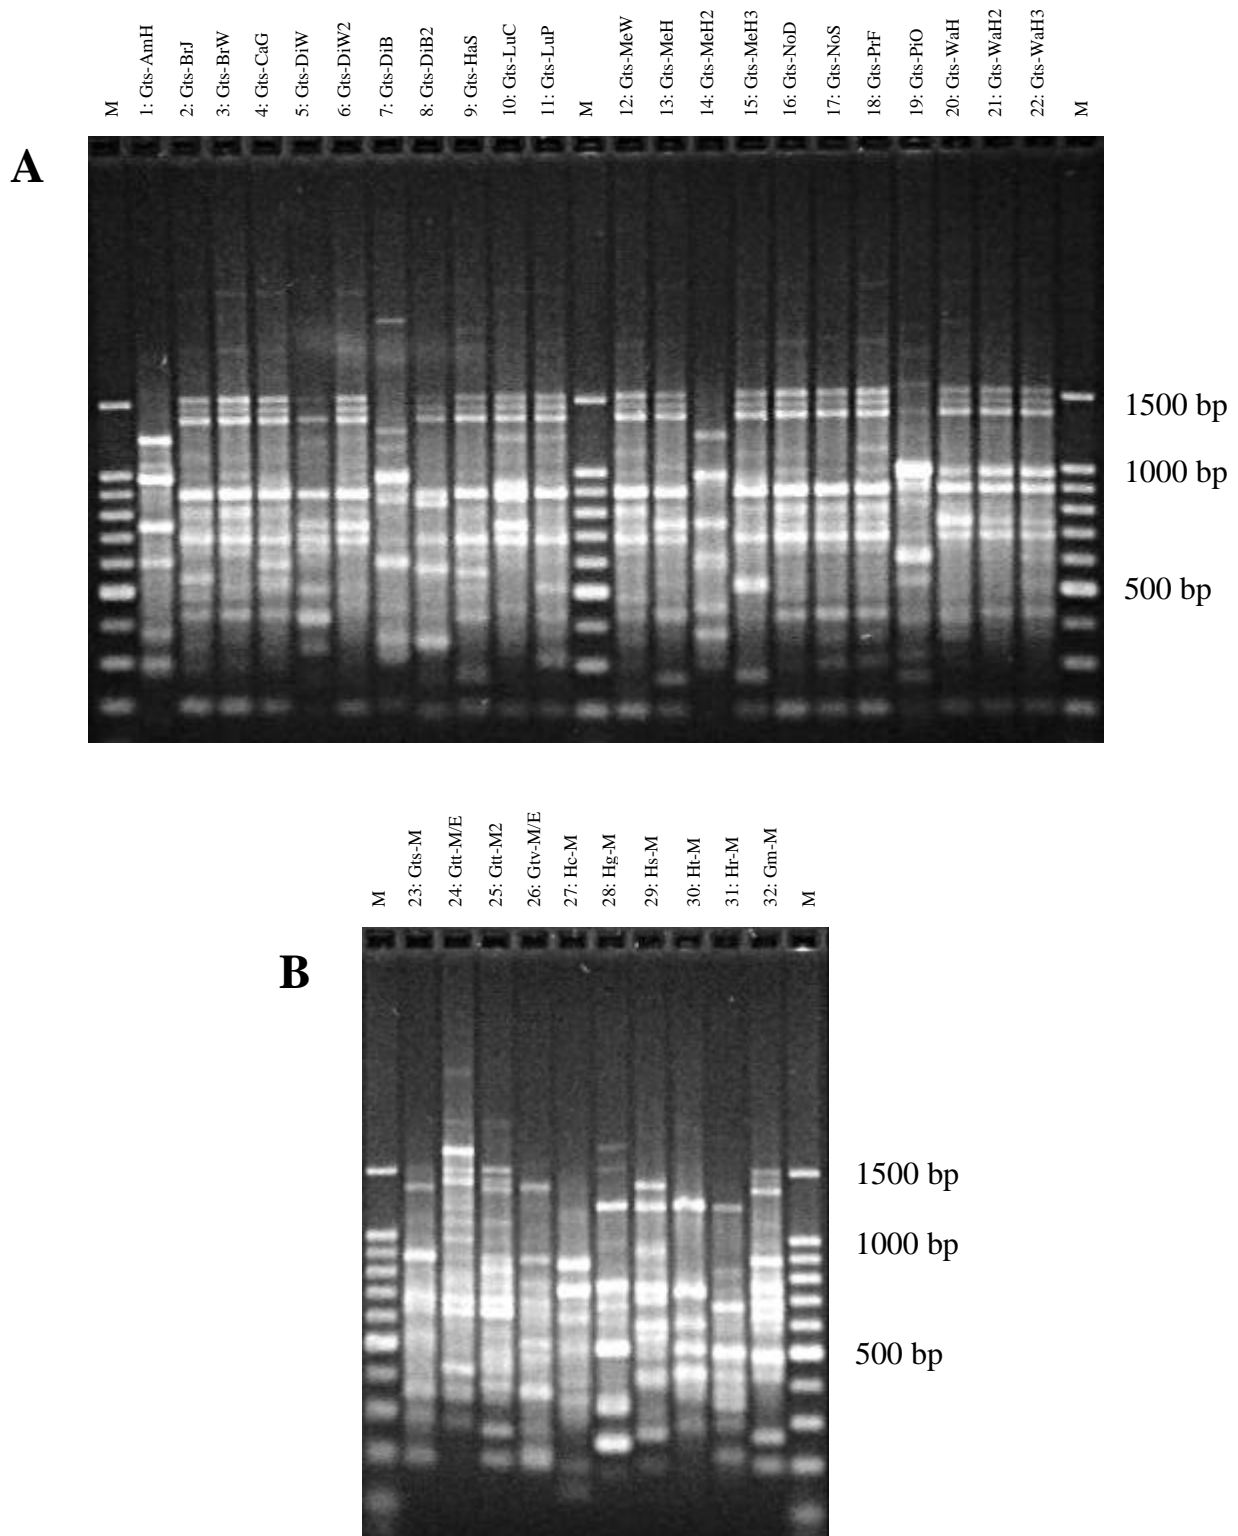 M
1: Gts-AmH
2: Gts-BrJ
3: Gts-BrW
4: Gts-CaG
5: Gts-DiW
6: Gts-DiW2
7: Gts-DiB
8: Gts-DiB2
9: Gts-HaS
10: Gts-LuC
11: Gts-LuP
M
12: Gts-MeW
13: Gts-MeH
14: Gts-MeH2
15: Gts-MeH3
16: Gts-NoD
17: Gts-NoS
18: Gts-PrF
19: Gts-PiO
20: Gts-WaH
21: Gts-WaH2
22: Gts-WaH3
M
A
1500 bp
1000 bp
500 bp
M
23: Gts-M
24: Gtt-M/E
25: Gtt-M2
26: Gtv-M/E
27: Hc-M
28: Hg-M
29: Hs-M
30: Ht-M
31: Hr-M
32: Gm-M
M
B
1500 bp
1000 bp
500 bp